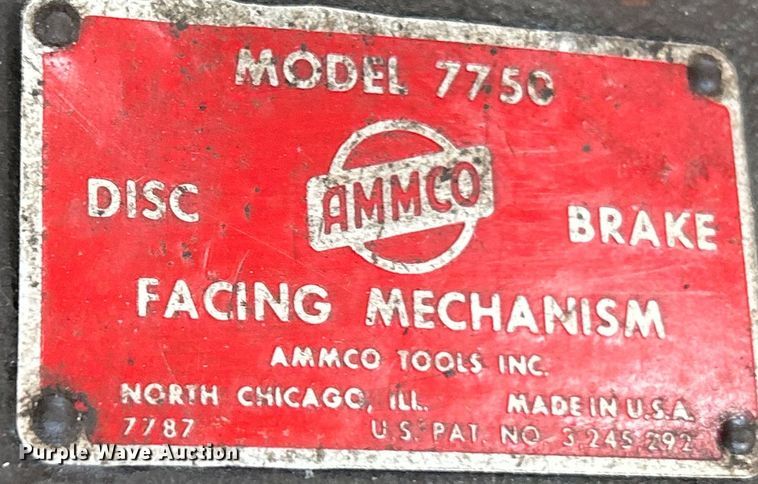 MODEL 7750
AMMCO
DISC BRAKE
FACING MECHANISM
AMMCO TOOLS INC.
NORTH CHICAGO, ILL. MADE IN U.S.A.
7787 U.S. PAT. NO. 3,245,292
Purple Wave Auction